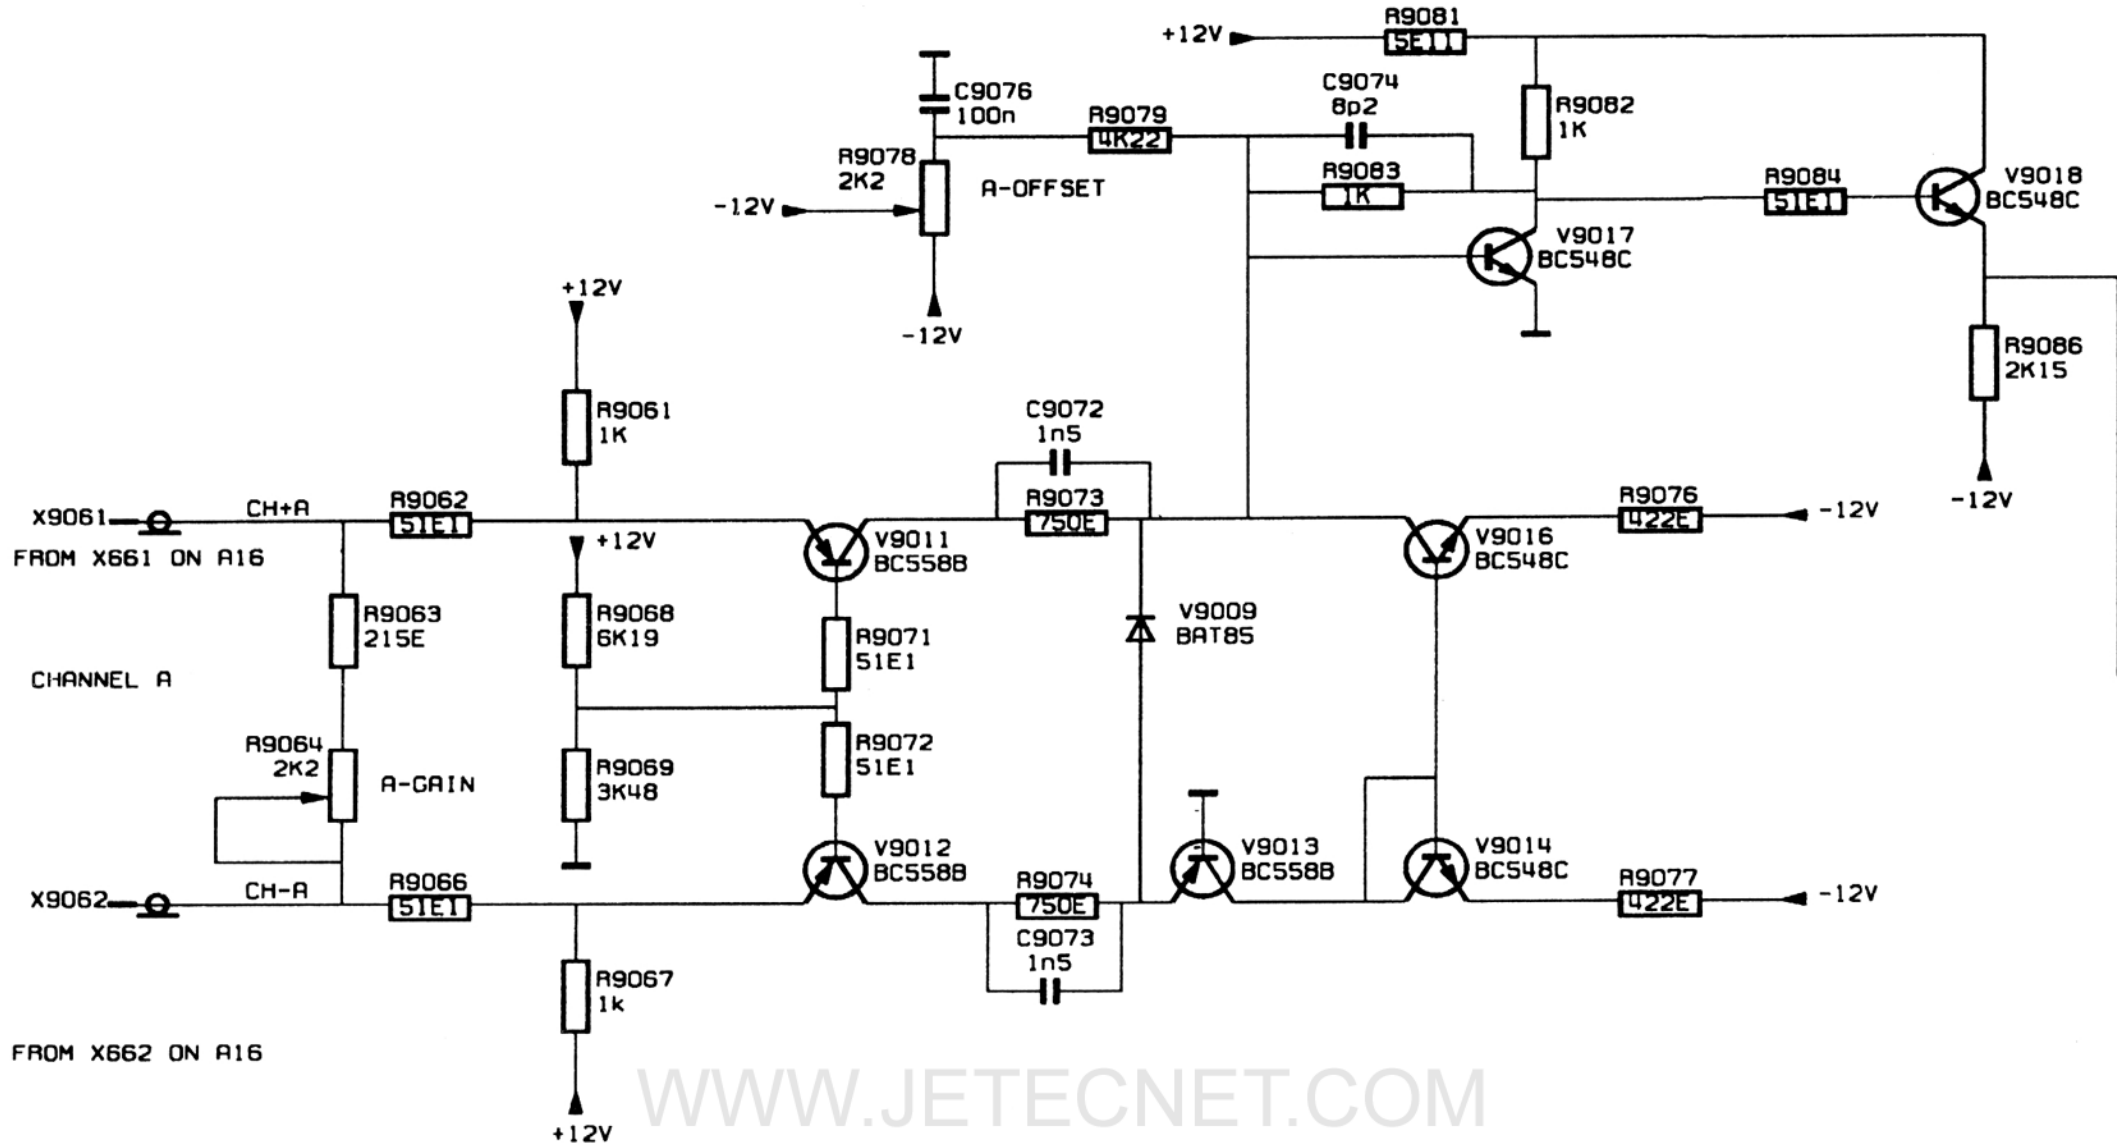 R9081
+12V
5E11
C9076
100n
C9074
8p2
R9082
1K
R9079
4K22
R9078
2K2
A-OFFSET
R9083
1K
-12V
R9084
51E1
V9018
BC548C
V9017
BC548C
+12V
-12V
R9086
2K15
R9061
1K
C9072
1n5
-12V
X9061
CH+A
R9062
51E1
R9073
750E
R9076
422E
-12V
FROM X661 ON A16
+12V
V9011
BC558B
V9016
BC548C
R9063
215E
R9068
6K19
R9071
51E1
V9009
BAT85
CHANNEL A
R9064
2K2
A-GAIN
R9069
3K48
R9072
51E1
V9012
BC558B
V9013
BC558B
V9014
BC548C
X9062
CH-A
R9066
51E1
R9074
750E
R9077
422E
-12V
C9073
1n5
R9067
1k
FROM X662 ON A16
+12V
WWW.JETECNET.COM